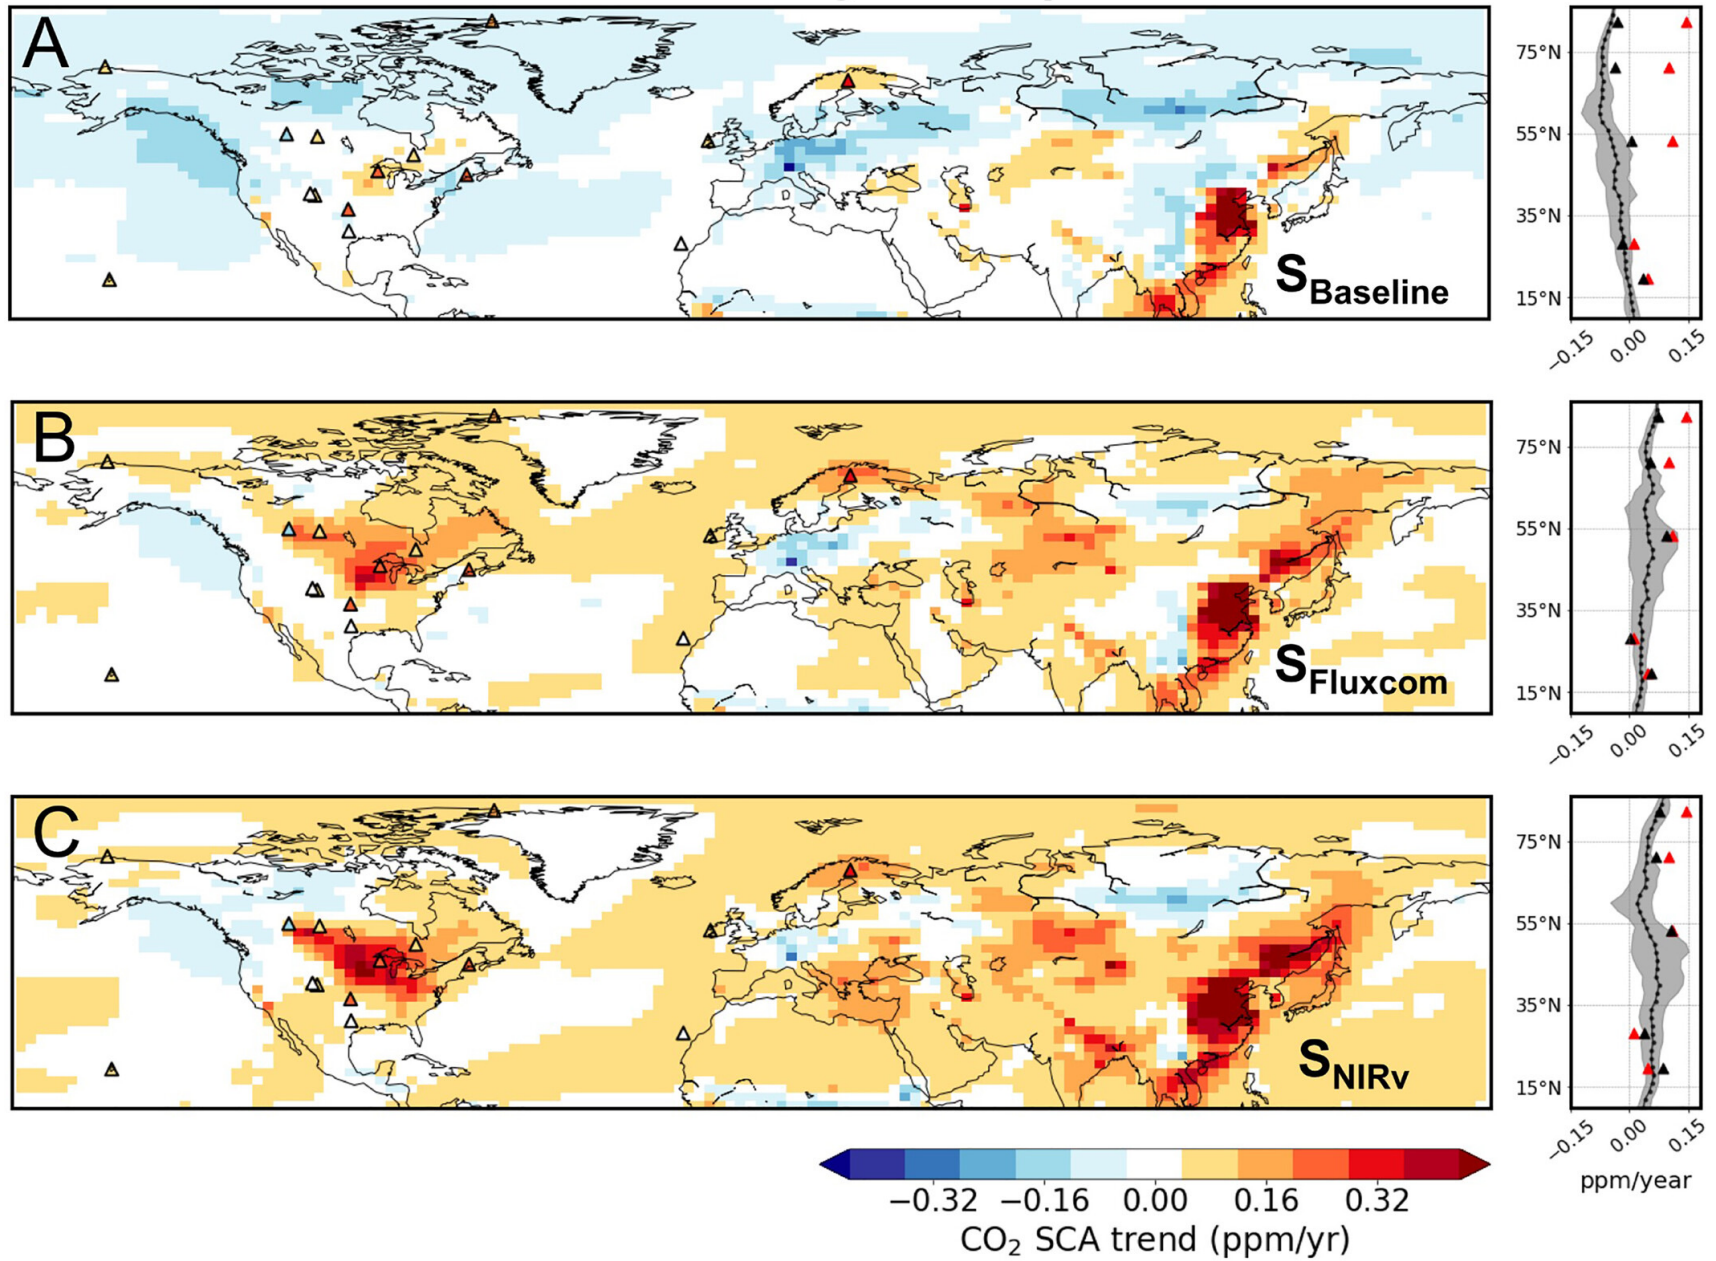 A
75°N
55°N
35°N
15°N
S_Baseline
−0.15 0.00 0.15
B
75°N
55°N
35°N
15°N
S_Fluxcom
−0.15 0.00 0.15
C
75°N
55°N
35°N
15°N
S_NIRv
−0.15 0.00 0.15
ppm/year
−0.32 −0.16 0.00 0.16 0.32
CO₂ SCA trend (ppm/yr)